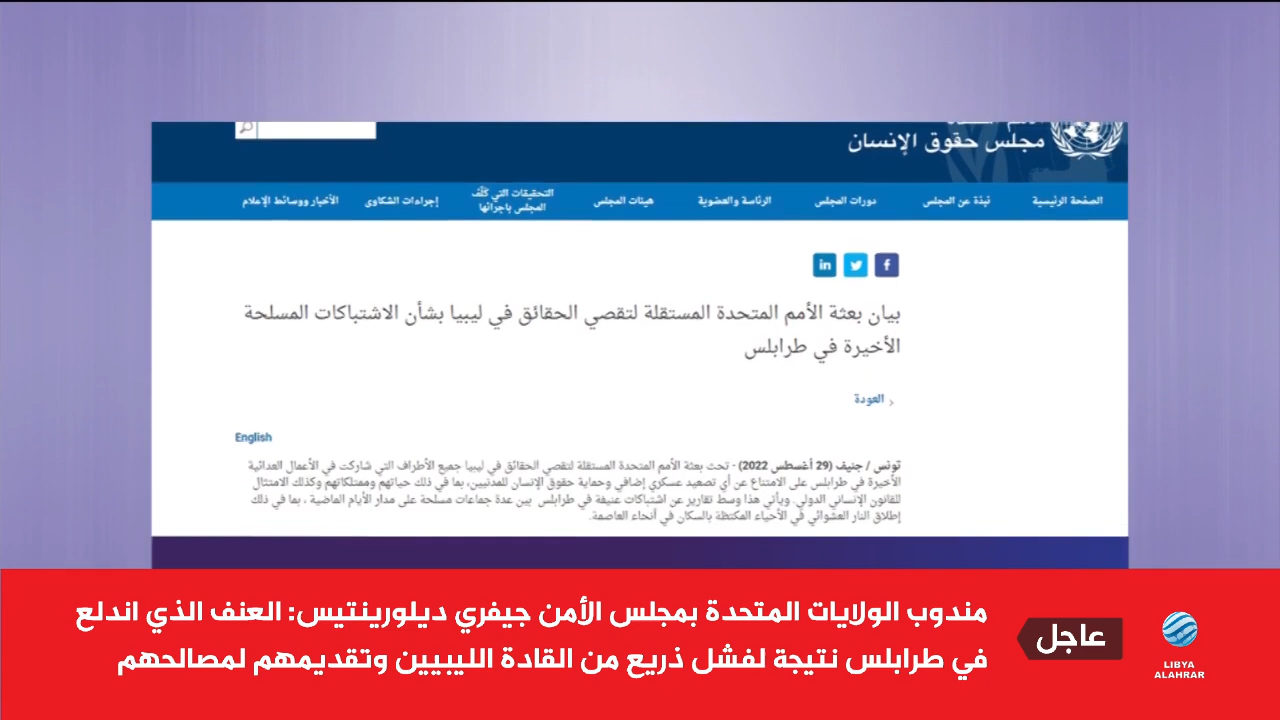 مجلس حقوق الإنسان
الصفحة الرئيسية
نبذة عن المجلس
دورات المجلس
الرئاسة والعضوية
هيئات المجلس
التحقيقات التي كلّف
المجلس بإجرائها
إجراءات الشكاوى
الأخبار ووسائط الإعلام
بيان بعثة الأمم المتحدة المستقلة لتقصي الحقائق في ليبيا بشأن الاشتباكات المسلحة
الأخيرة في طرابلس
العودة
English
تونس / جنيف (29 أغسطس 2022) - تحث بعثة الأمم المتحدة المستقلة لتقصي الحقائق في ليبيا جميع الأطراف التي شاركت في الأعمال العدائية
الأخيرة في طرابلس على الامتناع عن أي تصعيد عسكري إضافي وحماية حقوق الإنسان للمدنيين، بما في ذلك حياتهم وممتلكاتهم وكذلك الامتثال
للقانون الإنساني الدولي. ويأتي هذا وسط تقارير عن اشتباكات عنيفة في طرابلس بين عدة جماعات مسلحة على مدار الأيام الماضية ، بما في ذلك
إطلاق النار العشوائي في الأحياء المكتظة بالسكان في أنحاء العاصمة.
عاجل
مندوب الولايات المتحدة بمجلس الأمن جيفري ديلورينتيس: العنف الذي اندلع
في طرابلس نتيجة لفشل ذريع من القادة الليبيين وتقديمهم لمصالحهم
LIBYA
ALAHRAR